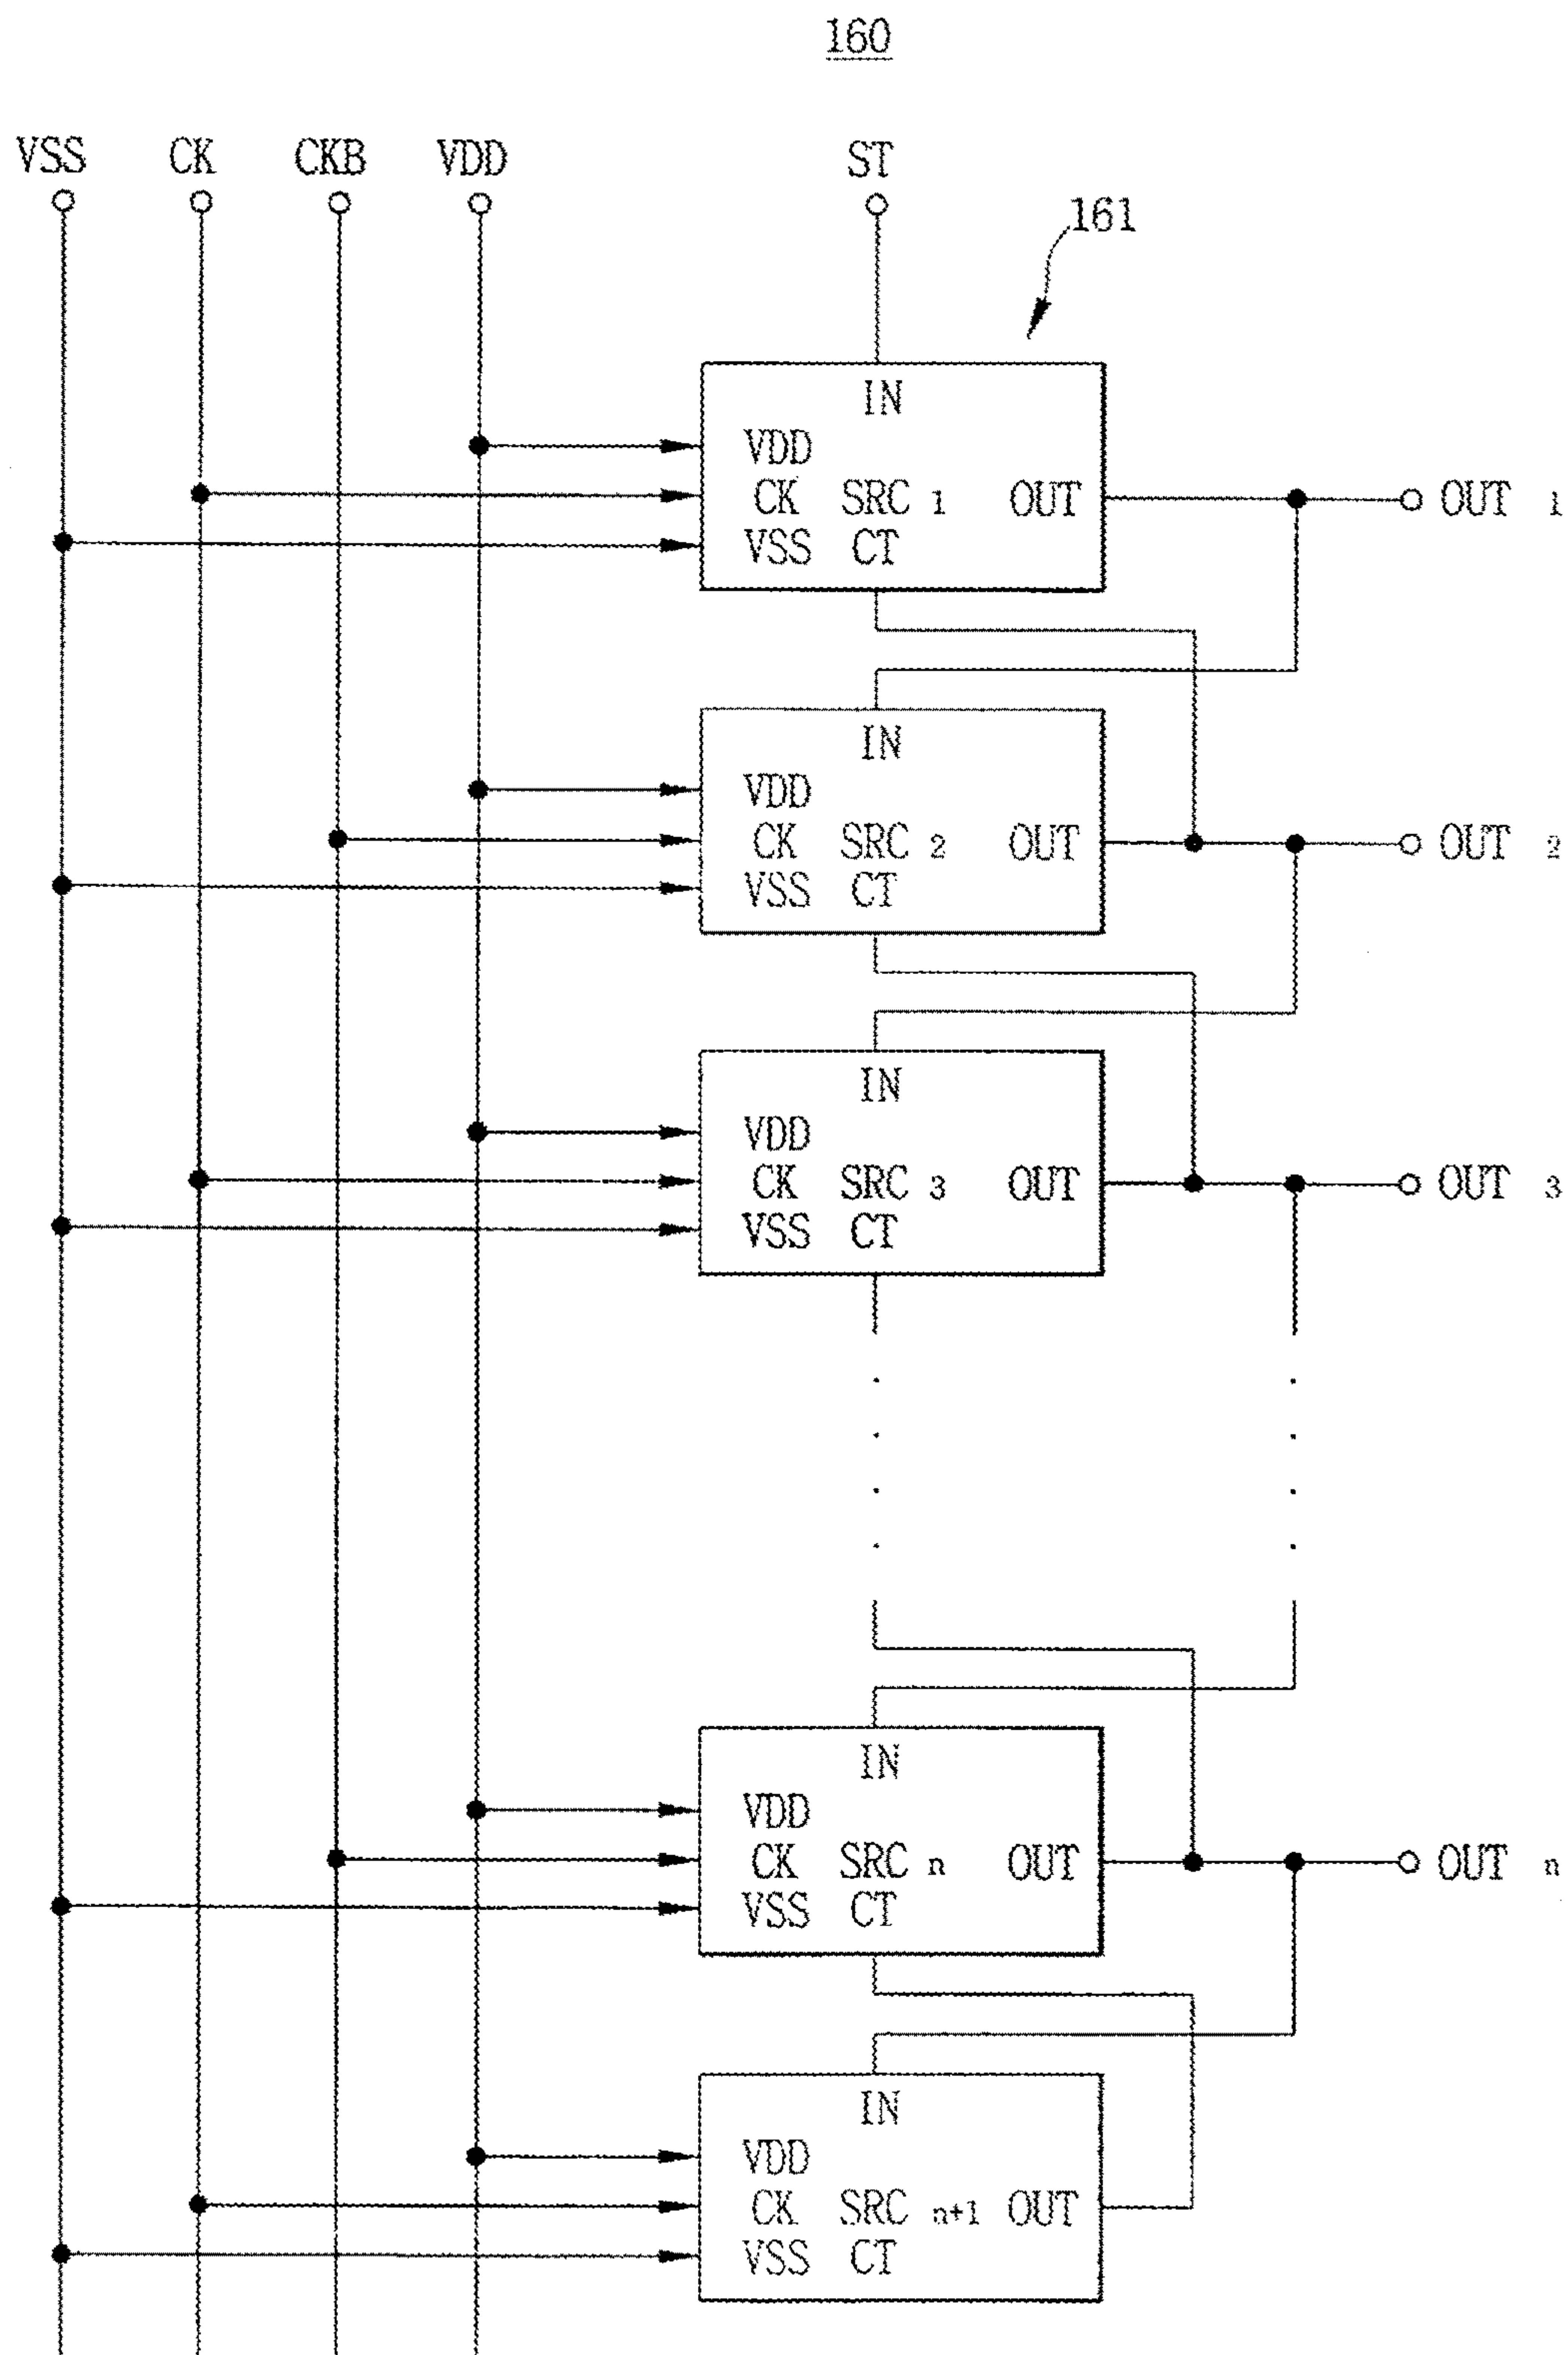 160
VSS CK CKB VDD ST
161
IN
VDD
CK SRC 1 OUT OUT 1
VSS CT
IN
VDD
CK SRC 2 OUT OUT 2
VSS CT
IN
VDD
CK SRC 3 OUT OUT 3
VSS CT
IN
VDD
CK SRC n OUT OUT n
VSS CT
IN
VDD
CK SRC n+1 OUT
VSS CT